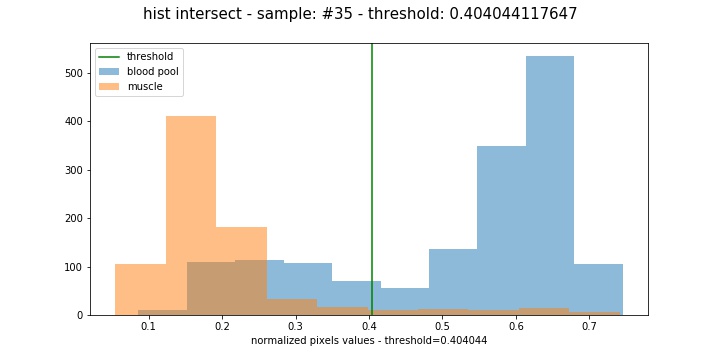 hist intersect - sample: #35 - threshold: 0.404044117647
threshold
blood pool
muscle
500
400
300
200
100
0
0.1 0.2 0.3 0.4 0.5 0.6 0.7
normalized pixels values - threshold=0.404044